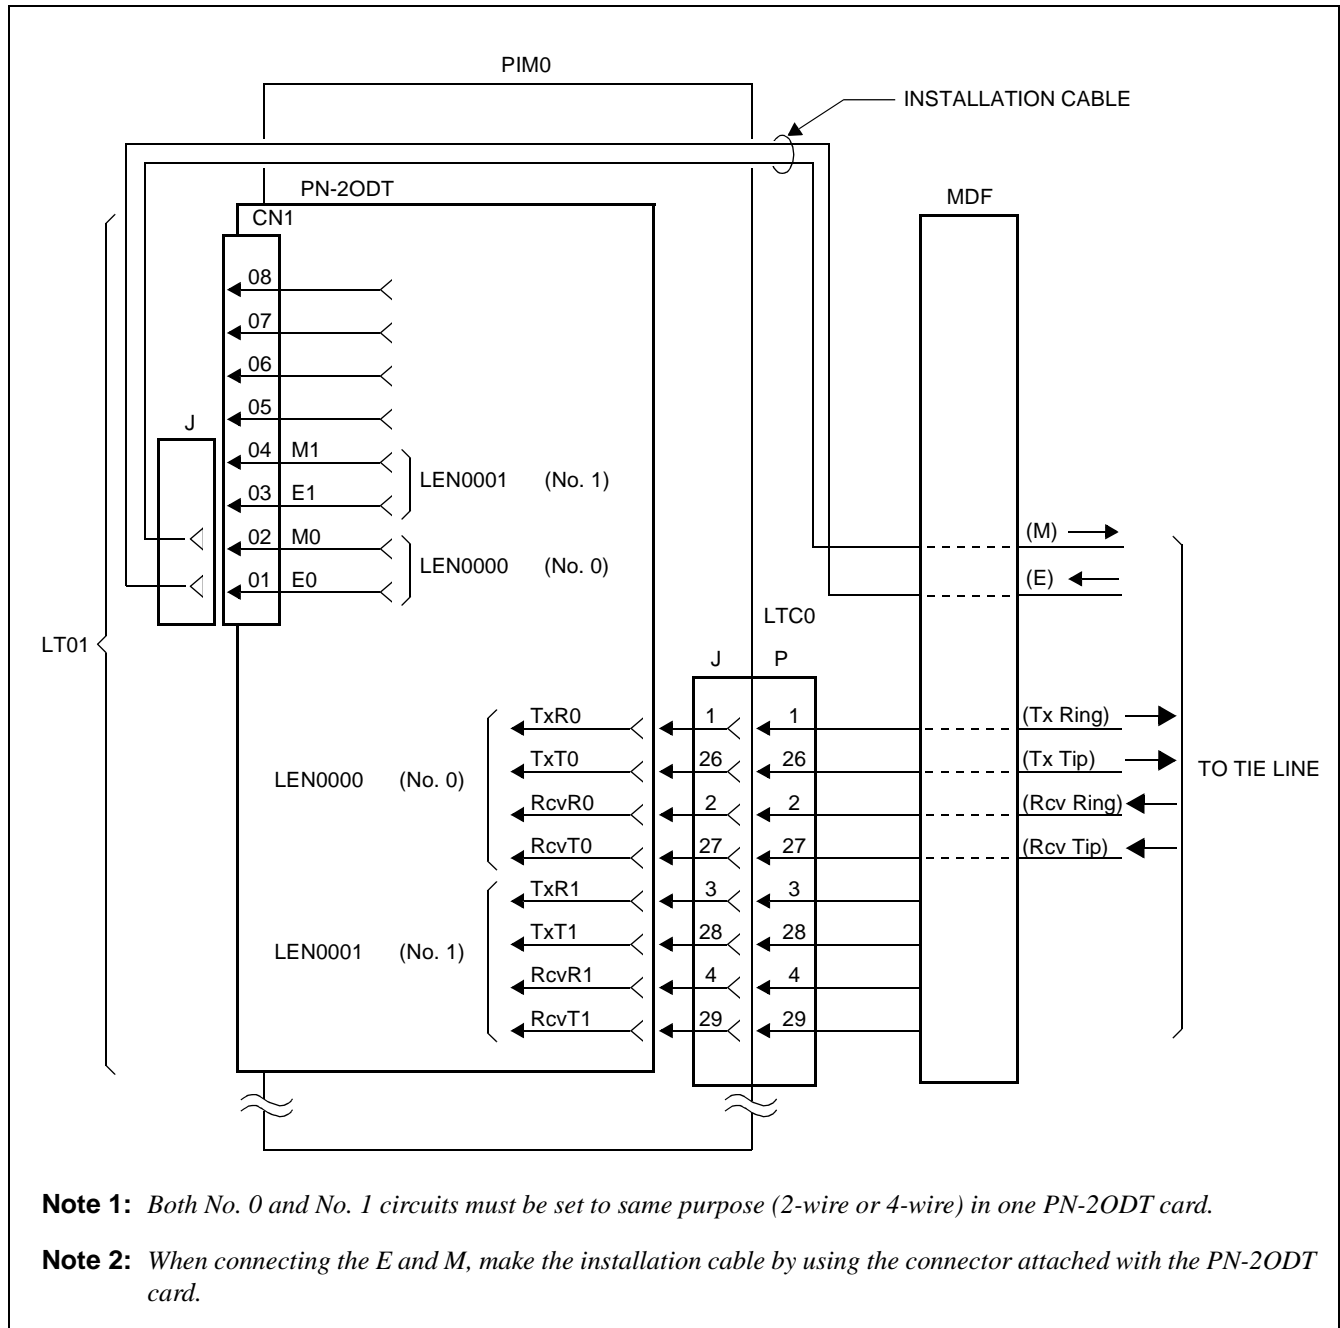 PIM0
INSTALLATION CABLE
PN-2ODT
MDF
CN1
08
07
06
05
J
04 M1
LEN0001 (No. 1)
03 E1
02 M0
(M)
LEN0000 (No. 0)
01 E0
(E)
LTC0
LT01
J P
TxR0 1 1 (Tx Ring)
TxT0 26 26 (Tx Tip)
LEN0000 (No. 0)
TO TIE LINE
RcvR0 2 2 (Rcv Ring)
RcvT0 27 27 (Rcv Tip)
TxR1 3 3
TxT1 28 28
LEN0001 (No. 1)
RcvR1 4 4
RcvT1 29 29
Note 1: Both No. 0 and No. 1 circuits must be set to same purpose (2-wire or 4-wire) in one PN-2ODT card.
Note 2: When connecting the E and M, make the installation cable by using the connector attached with the PN-2ODT
card.